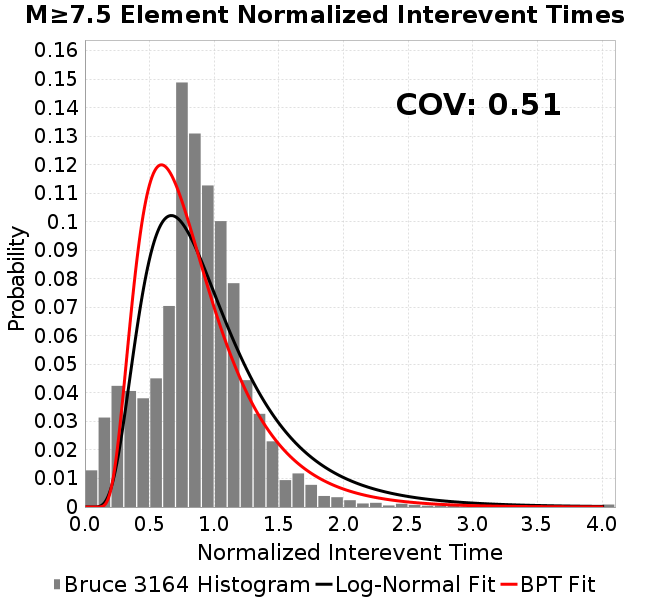 M≥7.5 Element Normalized Interevent Times
COV: 0.51
Probability
0.16
0.15
0.14
0.13
0.12
0.11
0.1
0.09
0.08
0.07
0.06
0.05
0.04
0.03
0.02
0.01
0
0.0 0.5 1.0 1.5 2.0 2.5 3.0 3.5 4.0
Normalized Interevent Time
Bruce 3164 Histogram Log-Normal Fit BPT Fit